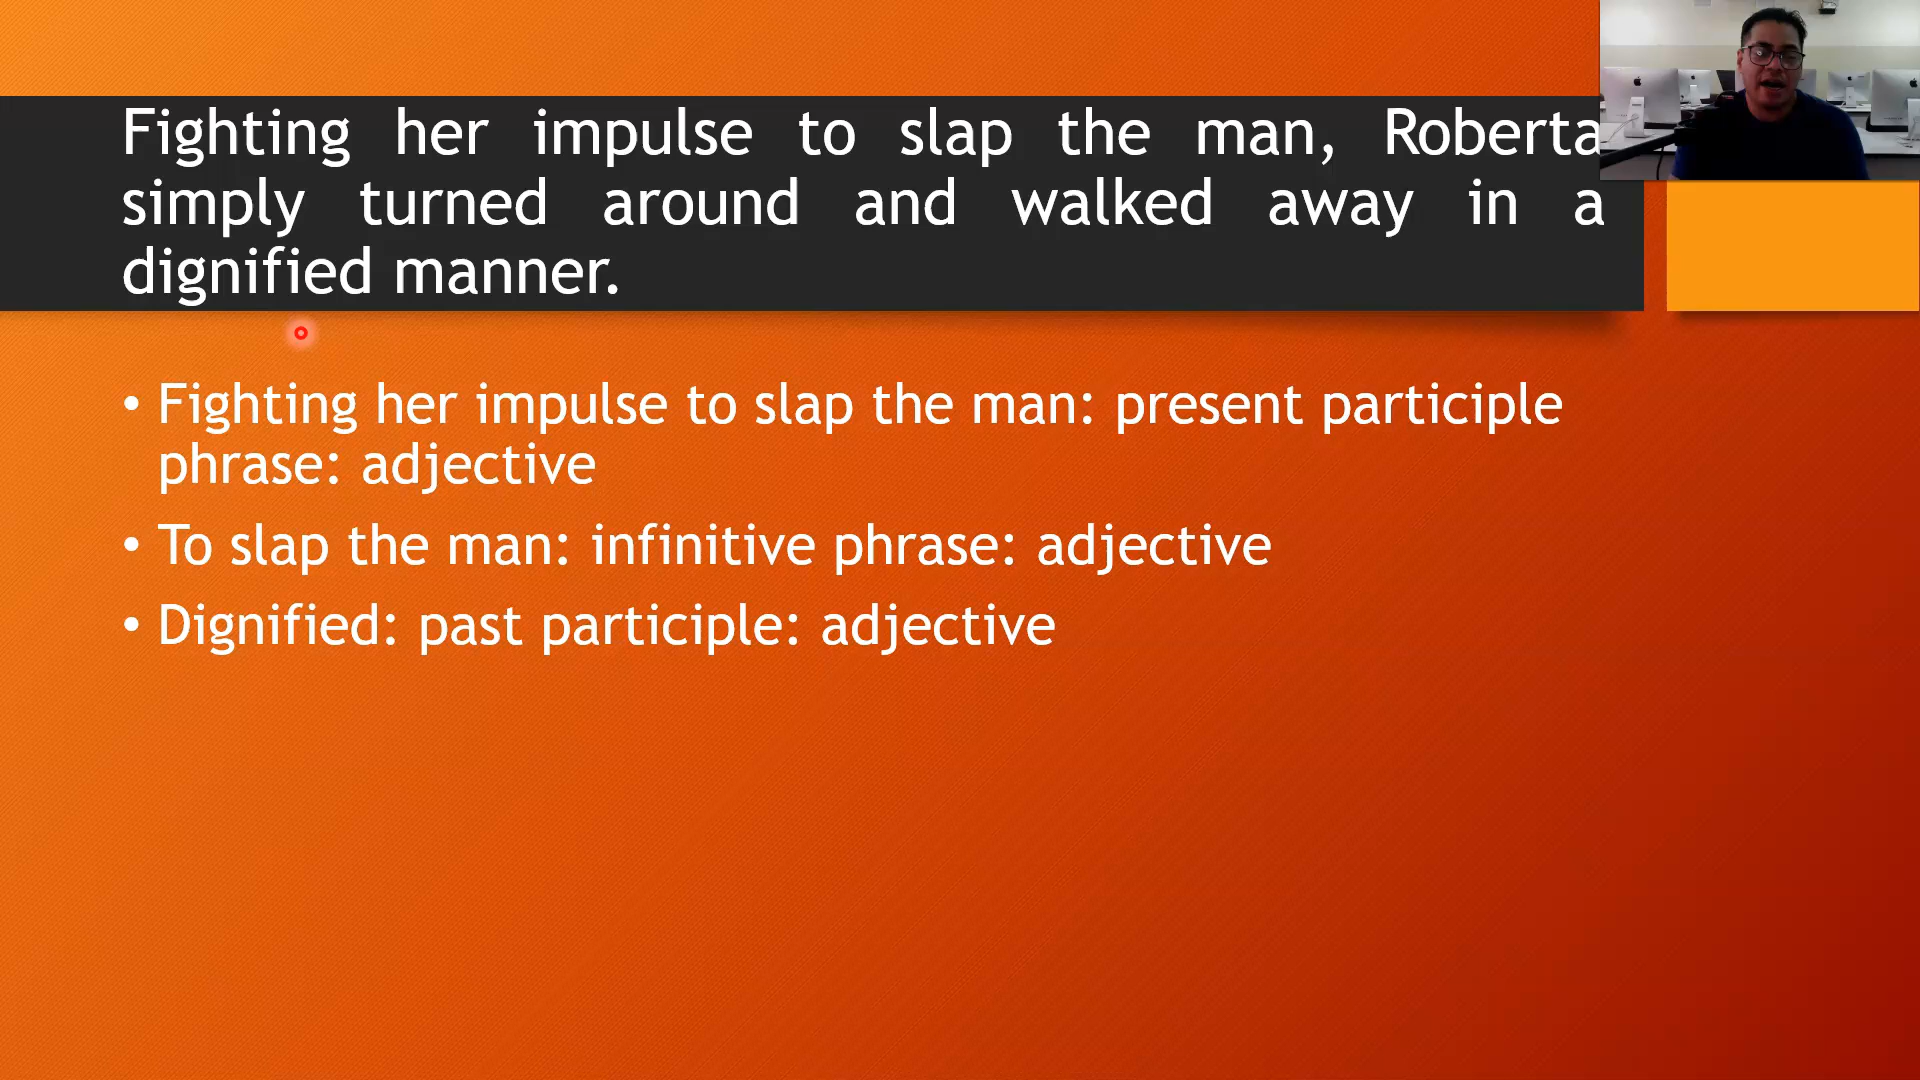 Fighting her impulse to slap the man, Roberta
simply turned around and walked away in a
dignified manner.
• Fighting her impulse to slap the man: present participle
phrase: adjective
• To slap the man: infinitive phrase: adjective
• Dignified: past participle: adjective